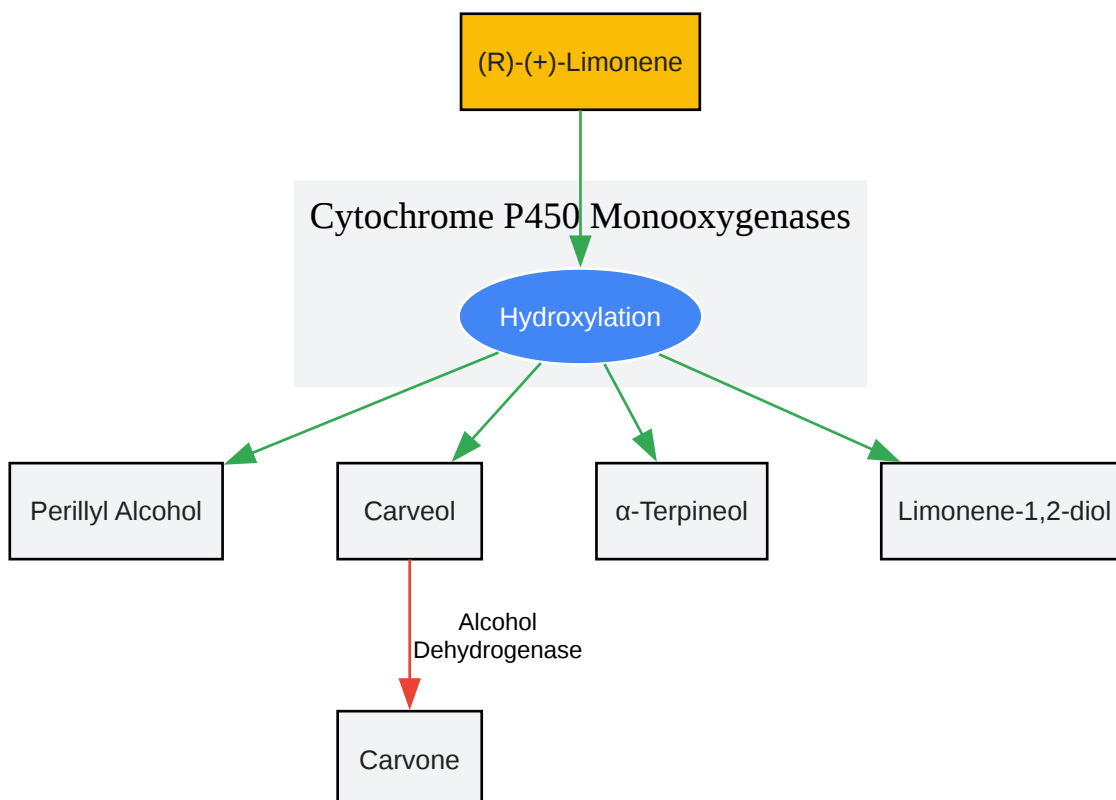 (R)-(+)-Limonene
Cytochrome P450 Monooxygenases
Hydroxylation
Perillyl Alcohol
Carveol
α-Terpineol
Limonene-1,2-diol
Alcohol
Dehydrogenase
Carvone